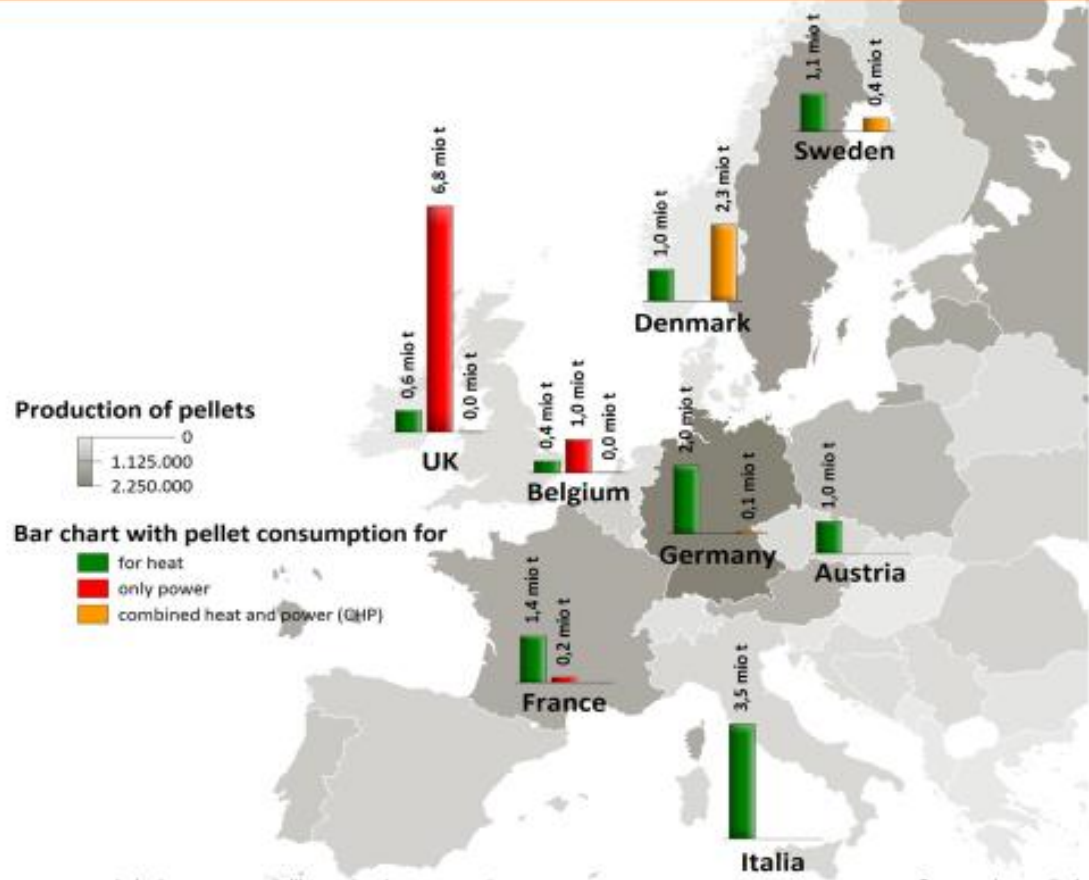 1,1 mio t
0,4 mio t
Sweden
6,8 mio t
0,6 mio t
0,0 mio t
UK
1,0 mio t
2,3 mio t
Denmark
0,4 mio t
1,0 mio t
0,0 mio t
Belgium
2,0 mio t
0,1 mio t
Germany
1,0 mio t
Austria
Production of pellets
0
1.125.000
2.250.000
Bar chart with pellet consumption for
for heat
only power
combined heat and power (CHP)
1,4 mio t
0,2 mio t
France
3,5 mio t
Italia